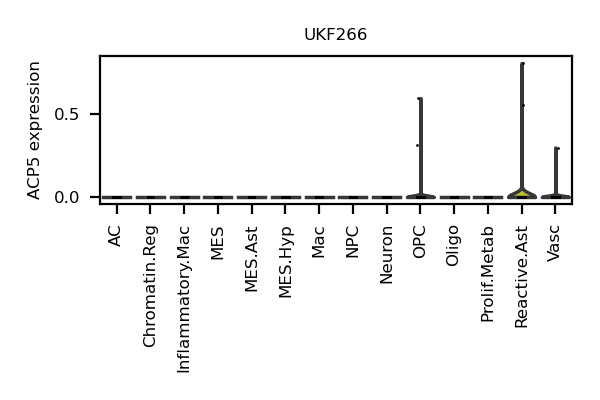 UKF266
ACP5 expression
0.5
0.0
AC
Chromatin.Reg
Inflammatory.Mac
MES
MES.Ast
MES.Hyp
Mac
NPC
Neuron
OPC
Oligo
Prolif.Metab
Reactive.Ast
Vasc